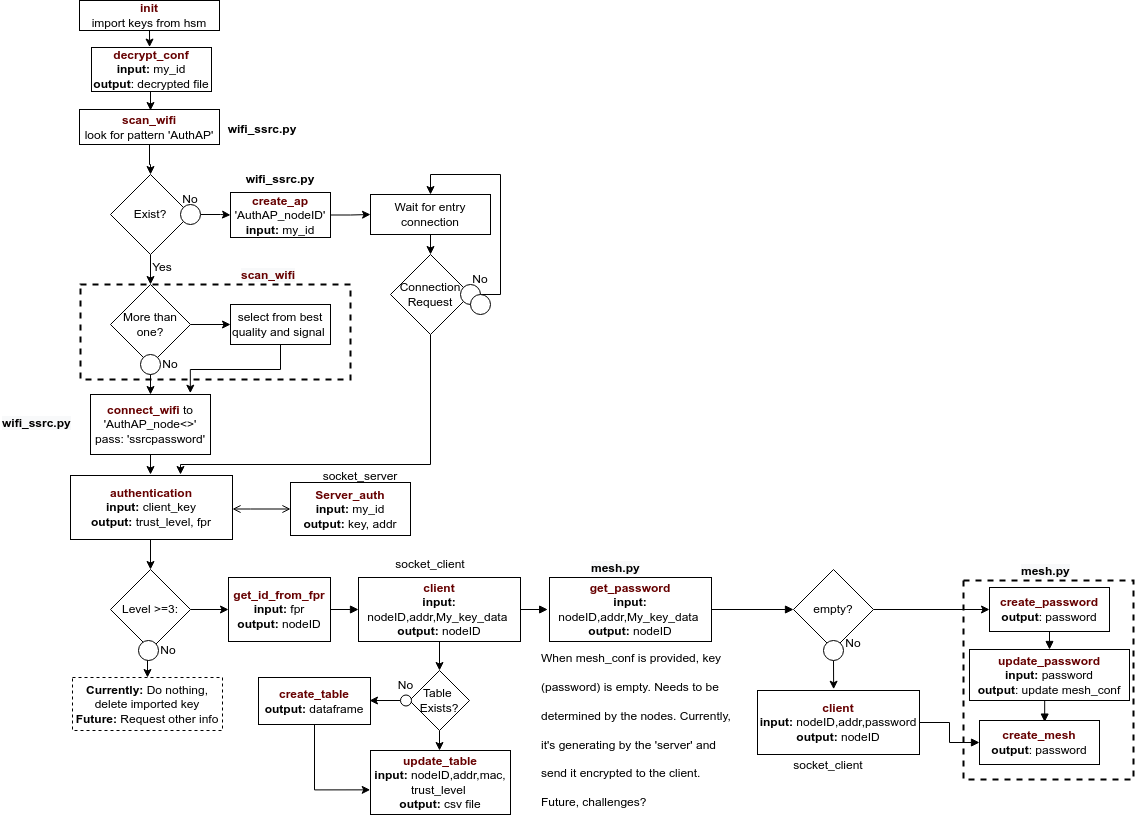 init
import keys from hsm
decrypt_conf
input: my_id
output: decrypted file
scan_wifi
look for pattern 'AuthAP'
wifi_ssrc.py
Exist?
No
wifi_ssrc.py
create_ap
'AuthAP_nodeID'
input: my_id
Wait for entry
connection
Yes
scan_wifi
Connection
Request
No
More than
one?
select from best
quality and signal
No
wifi_ssrc.py
connect_wifi to
'AuthAP_node<>'
pass: 'ssrcpassword'
authentication
input: client_key
output: trust_level, fpr
socket_server
Server_auth
input: my_id
output: key, addr
Level >=3:
No
Currently: Do nothing,
delete imported key
Future: Request other info
get_id_from_fpr
input: fpr
output: nodeID
socket_client
client
input:
nodeID,addr,My_key_data
output: nodeID
Table
Exists?
No
create_table
output: dataframe
update_table
input: nodeID,addr,mac,
trust_level
output: csv file
mesh.py
get_password
input:
nodeID,addr,My_key_data
output: nodeID
When mesh_conf is provided, key
(password) is empty. Needs to be
determined by the nodes. Currently,
it's generating by the 'server' and
send it encrypted to the client.
Future, challenges?
empty?
No
client
input: nodeID,addr,password
output: nodeID
socket_client
mesh.py
create_password
output: password
update_password
input: password
output: update mesh_conf
create_mesh
output: password